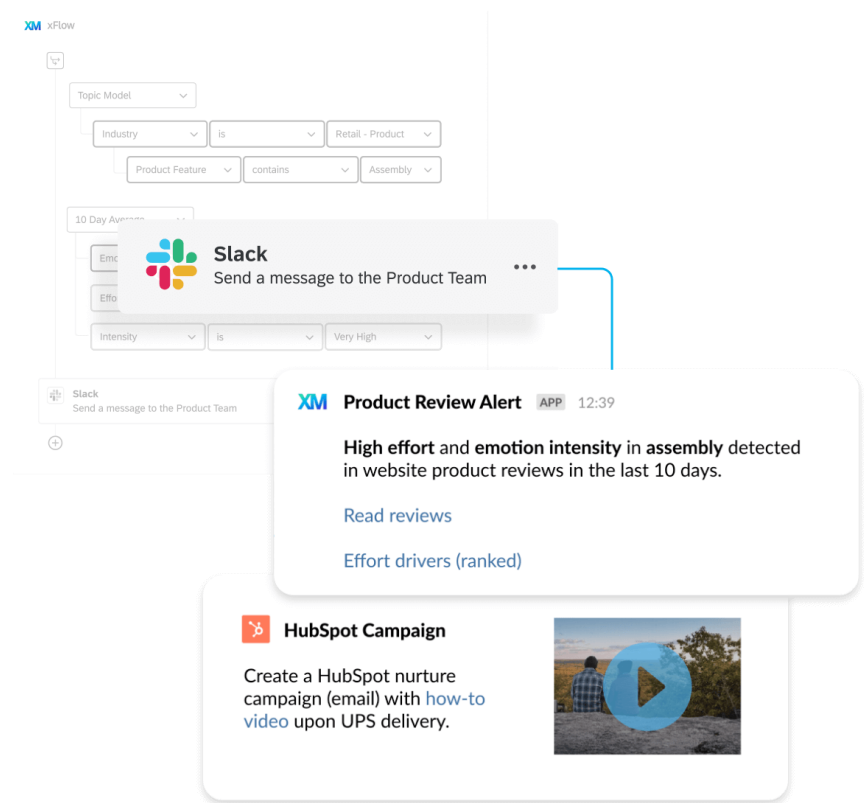 XM xFlow
Topic Model
Industry is Retail - Product
Product Feature contains Assembly
10 Day Average
Emo
Slack
Send a message to the Product Team
Effo
Intensity is Very High
Slack
Send a message to the Product Team
XM Product Review Alert APP 12:39
High effort and emotion intensity in assembly detected
in website product reviews in the last 10 days.
Read reviews
Effort drivers (ranked)
HubSpot Campaign
Create a HubSpot nurture
campaign (email) with how-to
video upon UPS delivery.